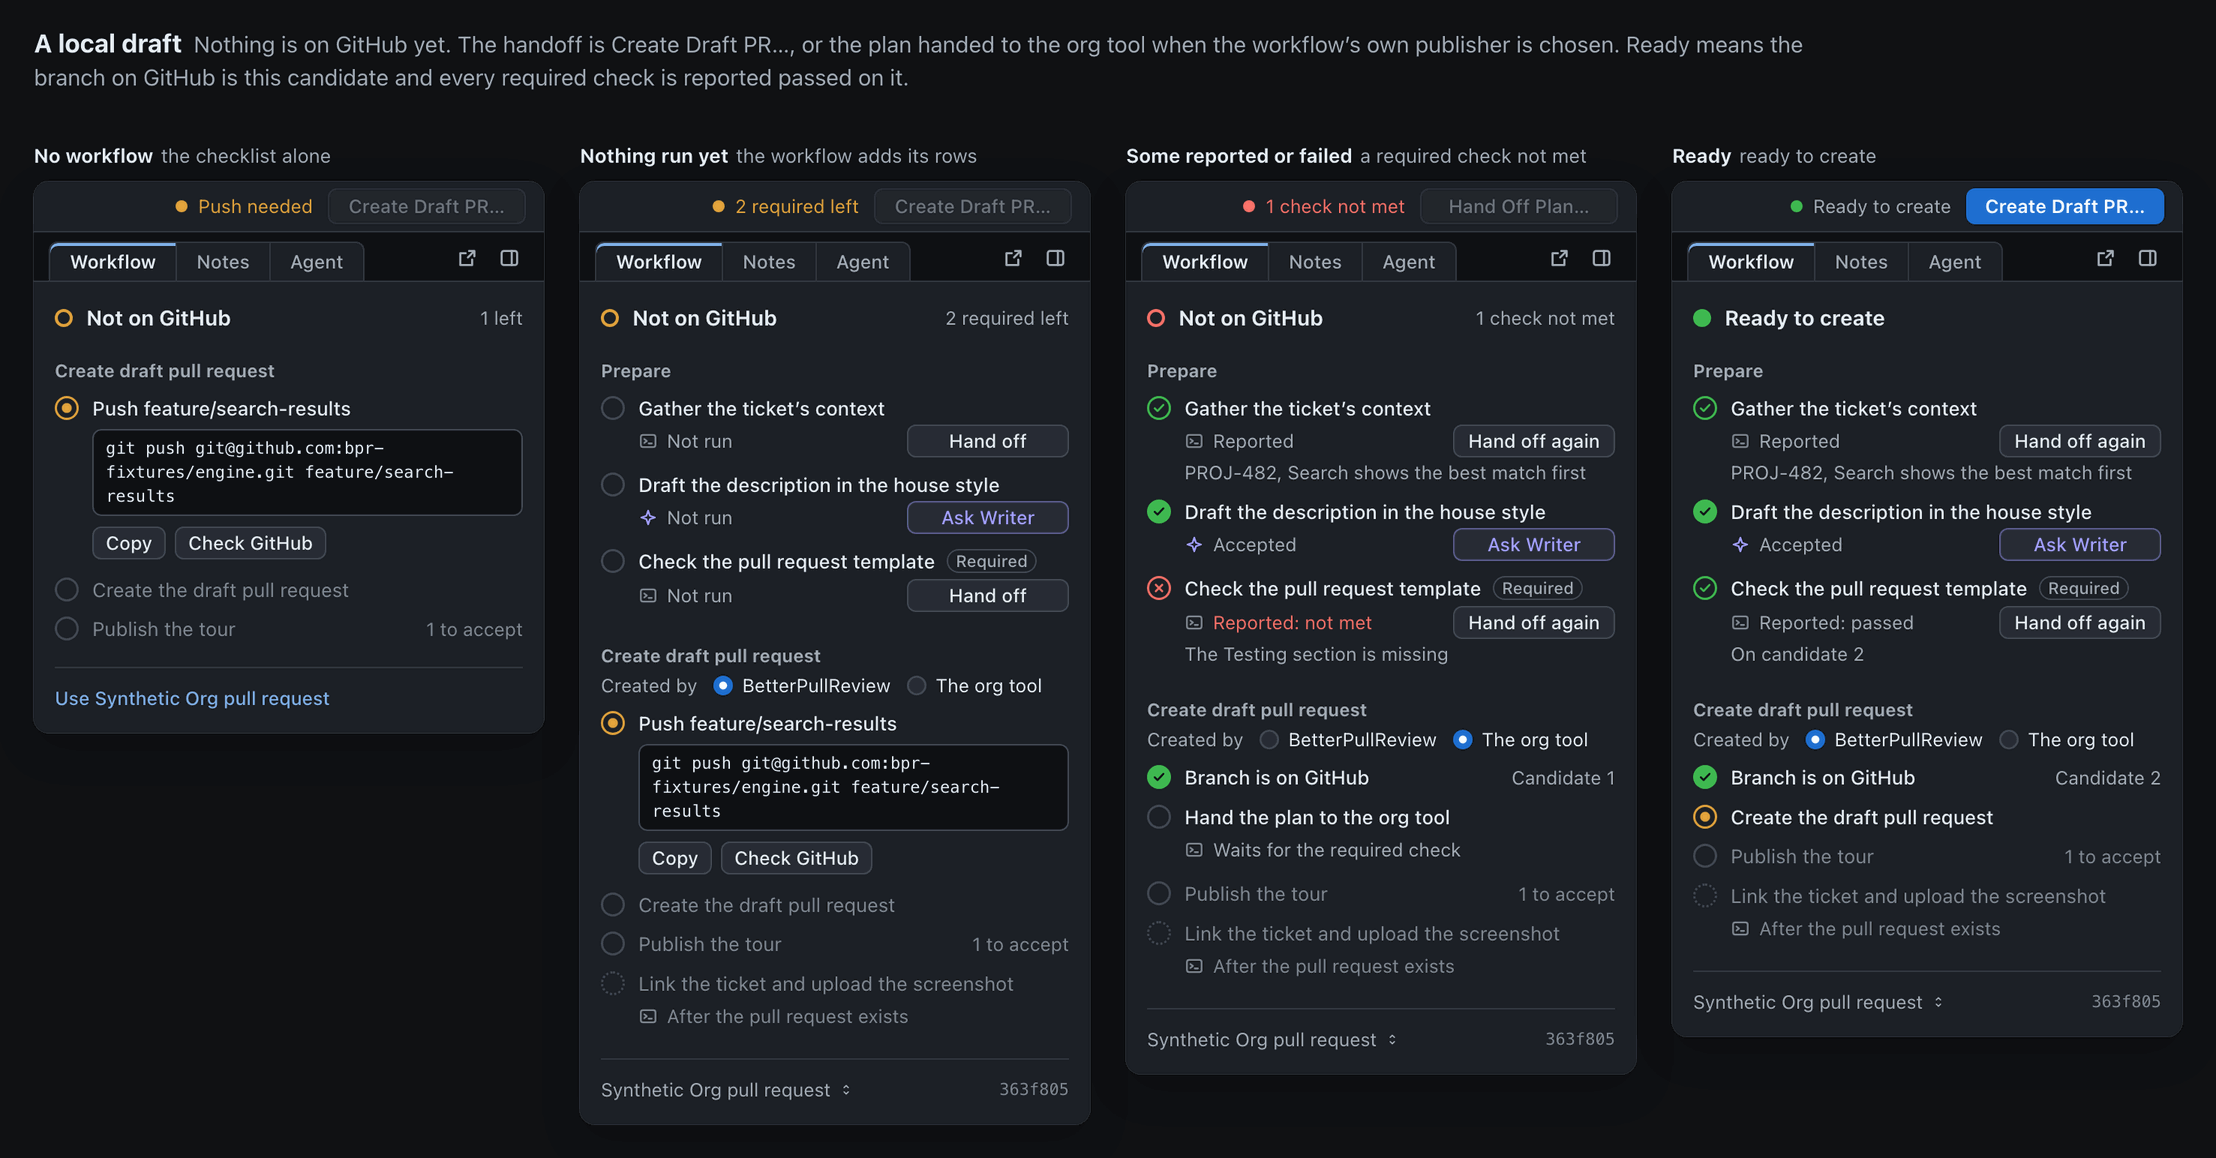 A local draft Nothing is on GitHub yet. The handoff is Create Draft PR..., or the plan handed to the org tool when the workflow's own publisher is chosen. Ready means the
branch on GitHub is this candidate and every required check is reported passed on it.
No workflow the checklist alone
Push needed Create Draft PR...
Workflow Notes Agent
Not on GitHub 1 left
Create draft pull request
Push feature/search-results
git push git@github.com:bpr-
fixtures/engine.git feature/search-
results
Copy Check GitHub
Create the draft pull request
Publish the tour 1 to accept
Use Synthetic Org pull request
Nothing run yet the workflow adds its rows
2 required left Create Draft PR...
Workflow Notes Agent
Not on GitHub 2 required left
Prepare
Gather the ticket's context
Not run Hand off
Draft the description in the house style
Not run Ask Writer
Check the pull request template Required
Not run Hand off
Create draft pull request
Created by BetterPullReview The org tool
Push feature/search-results
git push git@github.com:bpr-
fixtures/engine.git feature/search-
results
Copy Check GitHub
Create the draft pull request
Publish the tour 1 to accept
Link the ticket and upload the screenshot
After the pull request exists
Synthetic Org pull request 363f805
Some reported or failed a required check not met
1 check not met Hand Off Plan...
Workflow Notes Agent
Not on GitHub 1 check not met
Prepare
Gather the ticket's context
Reported Hand off again
PROJ-482, Search shows the best match first
Draft the description in the house style
Accepted Ask Writer
Check the pull request template Required
Reported: not met Hand off again
The Testing section is missing
Create draft pull request
Created by BetterPullReview The org tool
Branch is on GitHub Candidate 1
Hand the plan to the org tool
Waits for the required check
Publish the tour 1 to accept
Link the ticket and upload the screenshot
After the pull request exists
Synthetic Org pull request 363f805
Ready ready to create
Ready to create Create Draft PR...
Workflow Notes Agent
Ready to create
Prepare
Gather the ticket's context
Reported Hand off again
PROJ-482, Search shows the best match first
Draft the description in the house style
Accepted Ask Writer
Check the pull request template Required
Reported: passed Hand off again
On candidate 2
Create draft pull request
Created by BetterPullReview The org tool
Branch is on GitHub Candidate 2
Create the draft pull request
Publish the tour 1 to accept
Link the ticket and upload the screenshot
After the pull request exists
Synthetic Org pull request 363f805